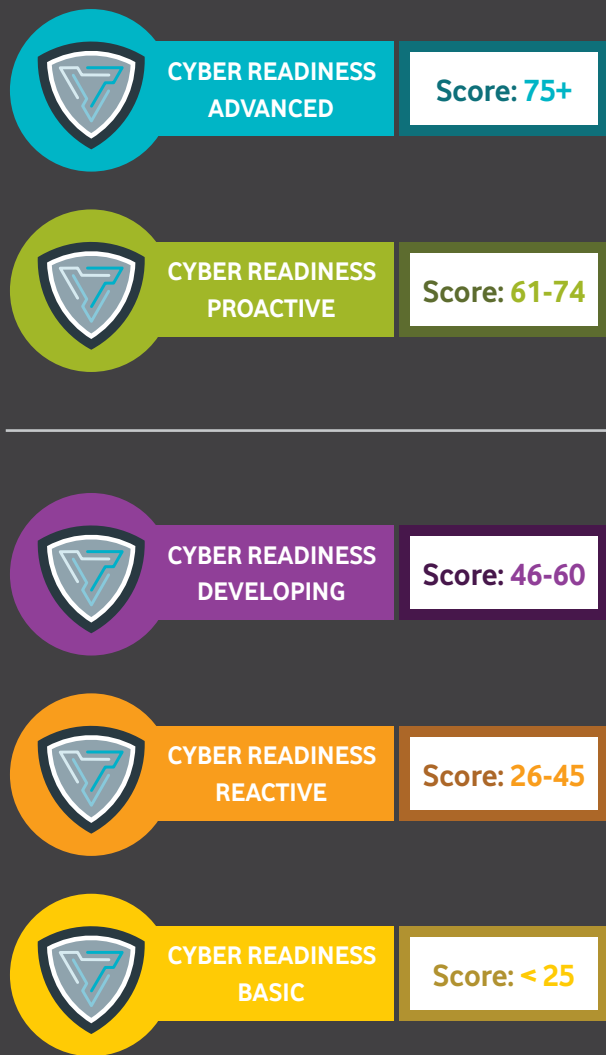 CYBER READINESS
ADVANCED
Score: 75+
CYBER READINESS
PROACTIVE
Score: 61-74
CYBER READINESS
DEVELOPING
Score: 46-60
CYBER READINESS
REACTIVE
Score: 26-45
CYBER READINESS
BASIC
Score: < 25